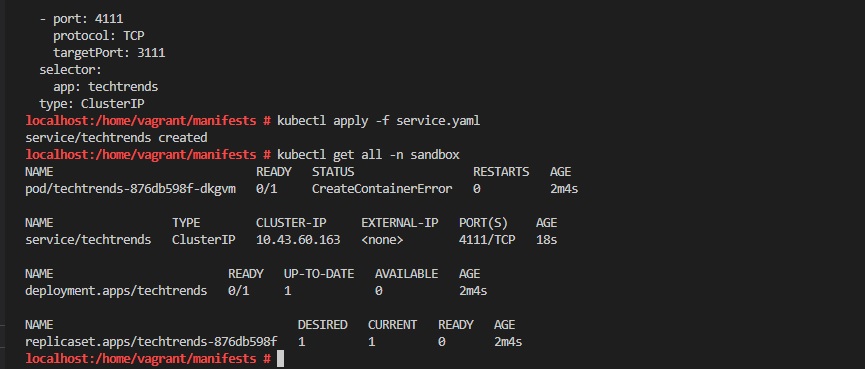 - port: 4111
protocol: TCP
targetPort: 3111
selector:
app: techtrends
type: ClusterIP
localhost:/home/vagrant/manifests # kubectl apply -f service.yaml
service/techtrends created
localhost:/home/vagrant/manifests # kubectl get all -n sandbox
NAME READY STATUS RESTARTS AGE
pod/techtrends-876db598f-dkgvm 0/1 CreateContainerError 0 2m4s
NAME TYPE CLUSTER-IP EXTERNAL-IP PORT(S) AGE
service/techtrends ClusterIP 10.43.60.163 <none> 4111/TCP 18s
NAME READY UP-TO-DATE AVAILABLE AGE
deployment.apps/techtrends 0/1 1 0 2m4s
NAME DESIRED CURRENT READY AGE
replicaset.apps/techtrends-876db598f 1 1 0 2m4s
localhost:/home/vagrant/manifests #